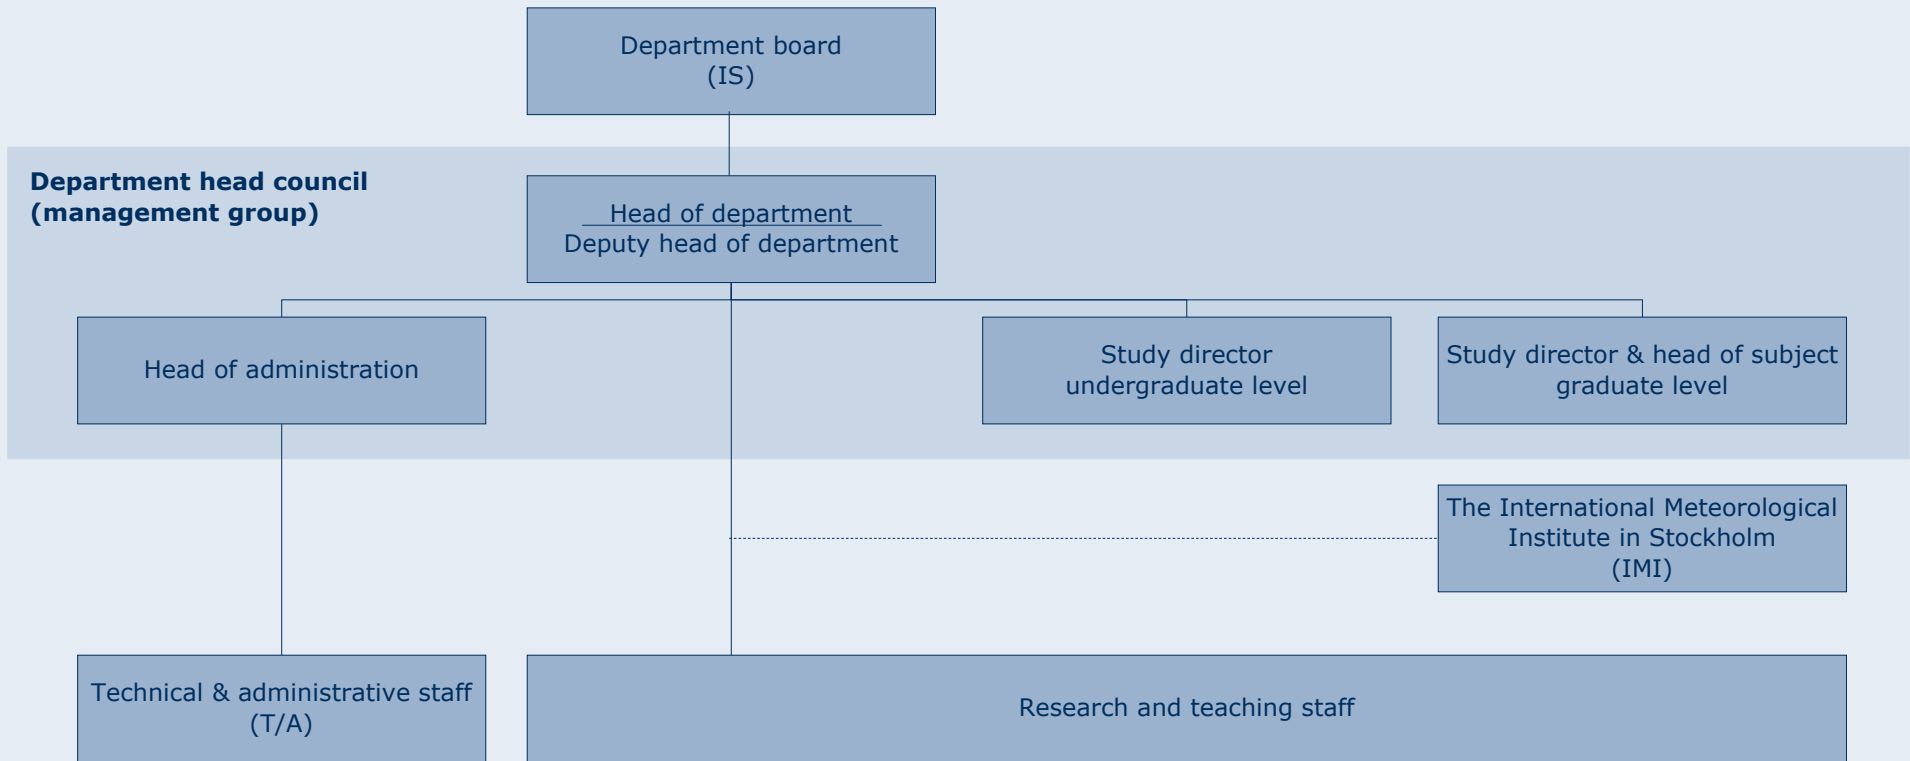 Department board
(IS)
Department head council
(management group)
Head of department
Deputy head of department
Head of administration
Study director
undergraduate level
Study director & head of subject
graduate level
The International Meteorological
Institute in Stockholm
(IMI)
Technical & administrative staff
(T/A)
Research and teaching staff